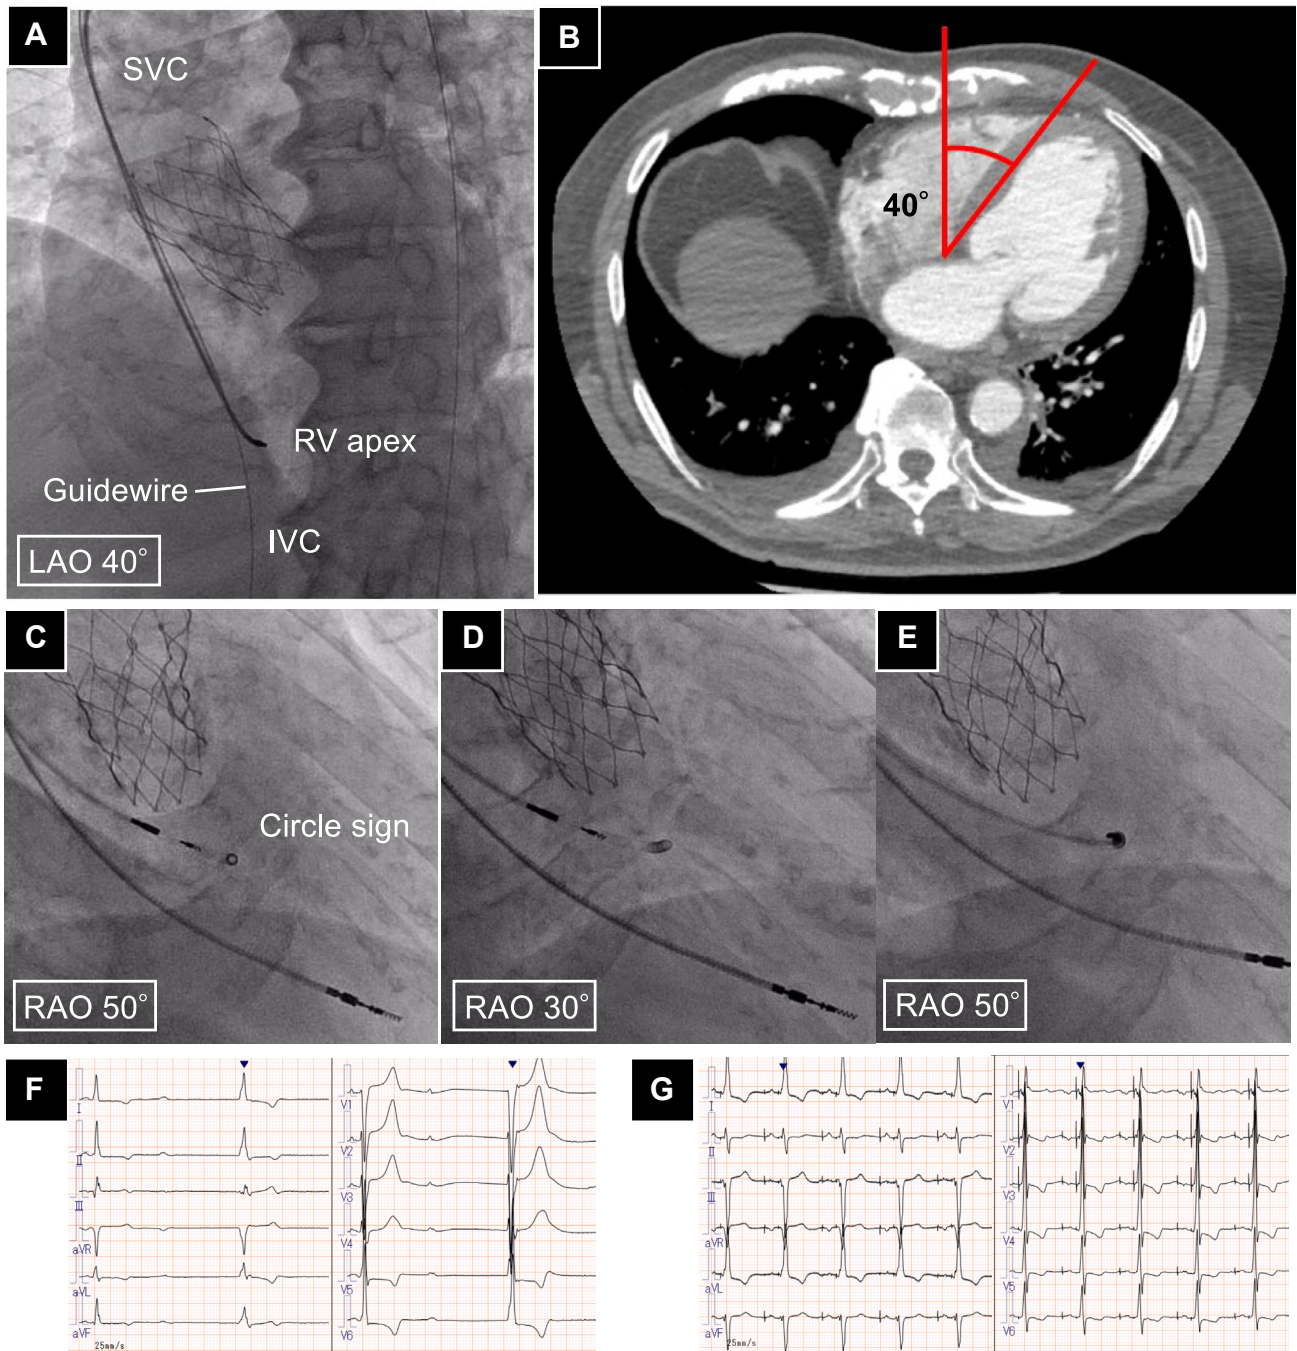 A
SVC
RV apex
Guidewire
IVC
LAO 40°
B
40°
C
Circle sign
RAO 50°
D
RAO 30°
E
RAO 50°
F
I
II
III
aVR
aVL
aVF
25mm/s
V1
V2
V3
V4
V5
V6
G
I
II
III
aVR
aVL
aVF
25mm/s
V1
V2
V3
V4
V5
V6